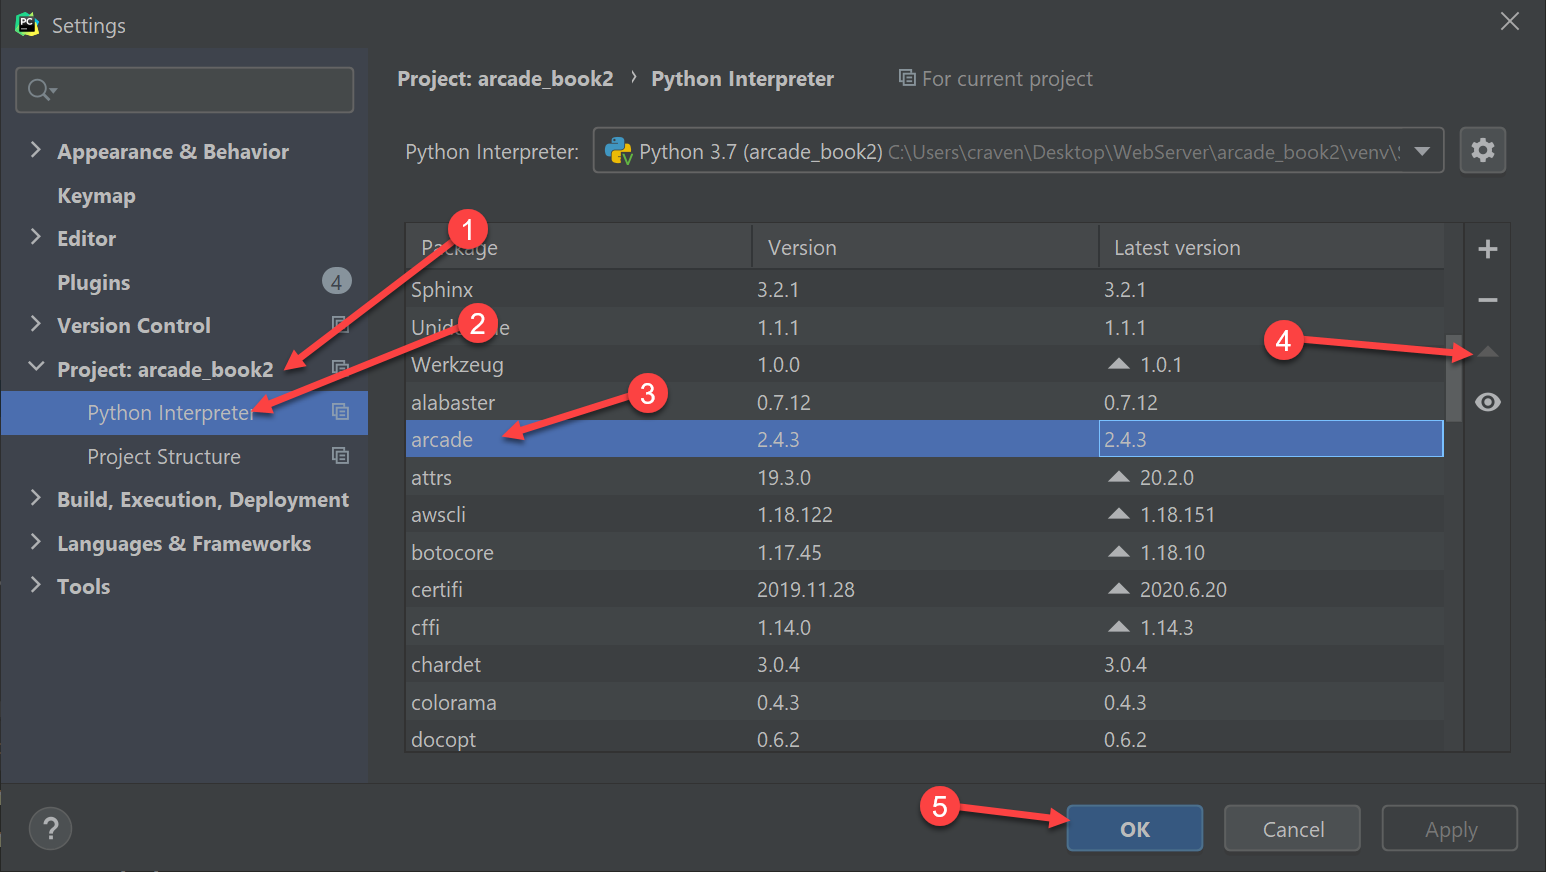 PC
Settings
Appearance & Behavior
Keymap
Editor
Plugins 4
Version Control
Project: arcade_book2
Python Interpreter
Project Structure
Build, Execution, Deployment
Languages & Frameworks
Tools
Project: arcade_book2 › Python Interpreter For current project
Python Interpreter: Python 3.7 (arcade_book2) C:\Users\craven\Desktop\WebServer\arcade_book2\venv\
Package Version Latest version
Sphinx 3.2.1 3.2.1
1.1.1 1.1.1
Werkzeug 1.0.0 1.0.1
alabaster 0.7.12 0.7.12
arcade 2.4.3 2.4.3
attrs 19.3.0 20.2.0
awscli 1.18.122 1.18.151
botocore 1.17.45 1.18.10
certifi 2019.11.28 2020.6.20
cffi 1.14.0 1.14.3
chardet 3.0.4 3.0.4
colorama 0.4.3 0.4.3
docopt 0.6.2 0.6.2
1
2
3
4
5
? OK Cancel Apply